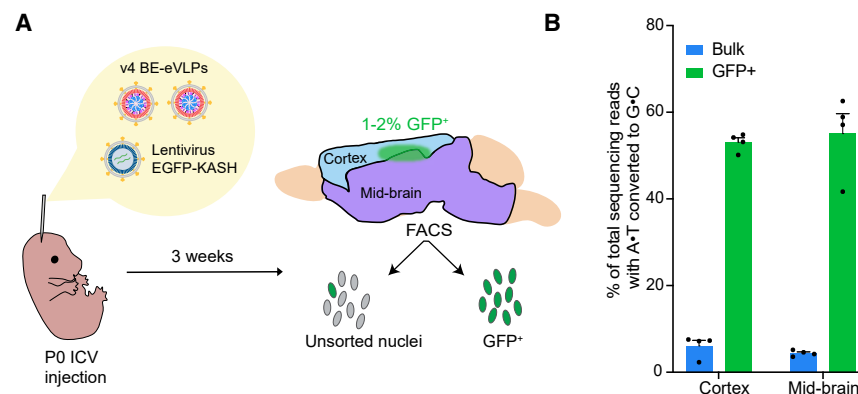 A
v4 BE-eVLPs
Lentivirus
EGFP-KASH
P0 ICV
injection
3 weeks
1-2% GFP⁺
Cortex
Mid-brain
FACS
Unsorted nuclei
GFP⁺
B
% of total sequencing reads
with A•T converted to G•C
80
60
40
20
0
Bulk
GFP+
Cortex
Mid-brain